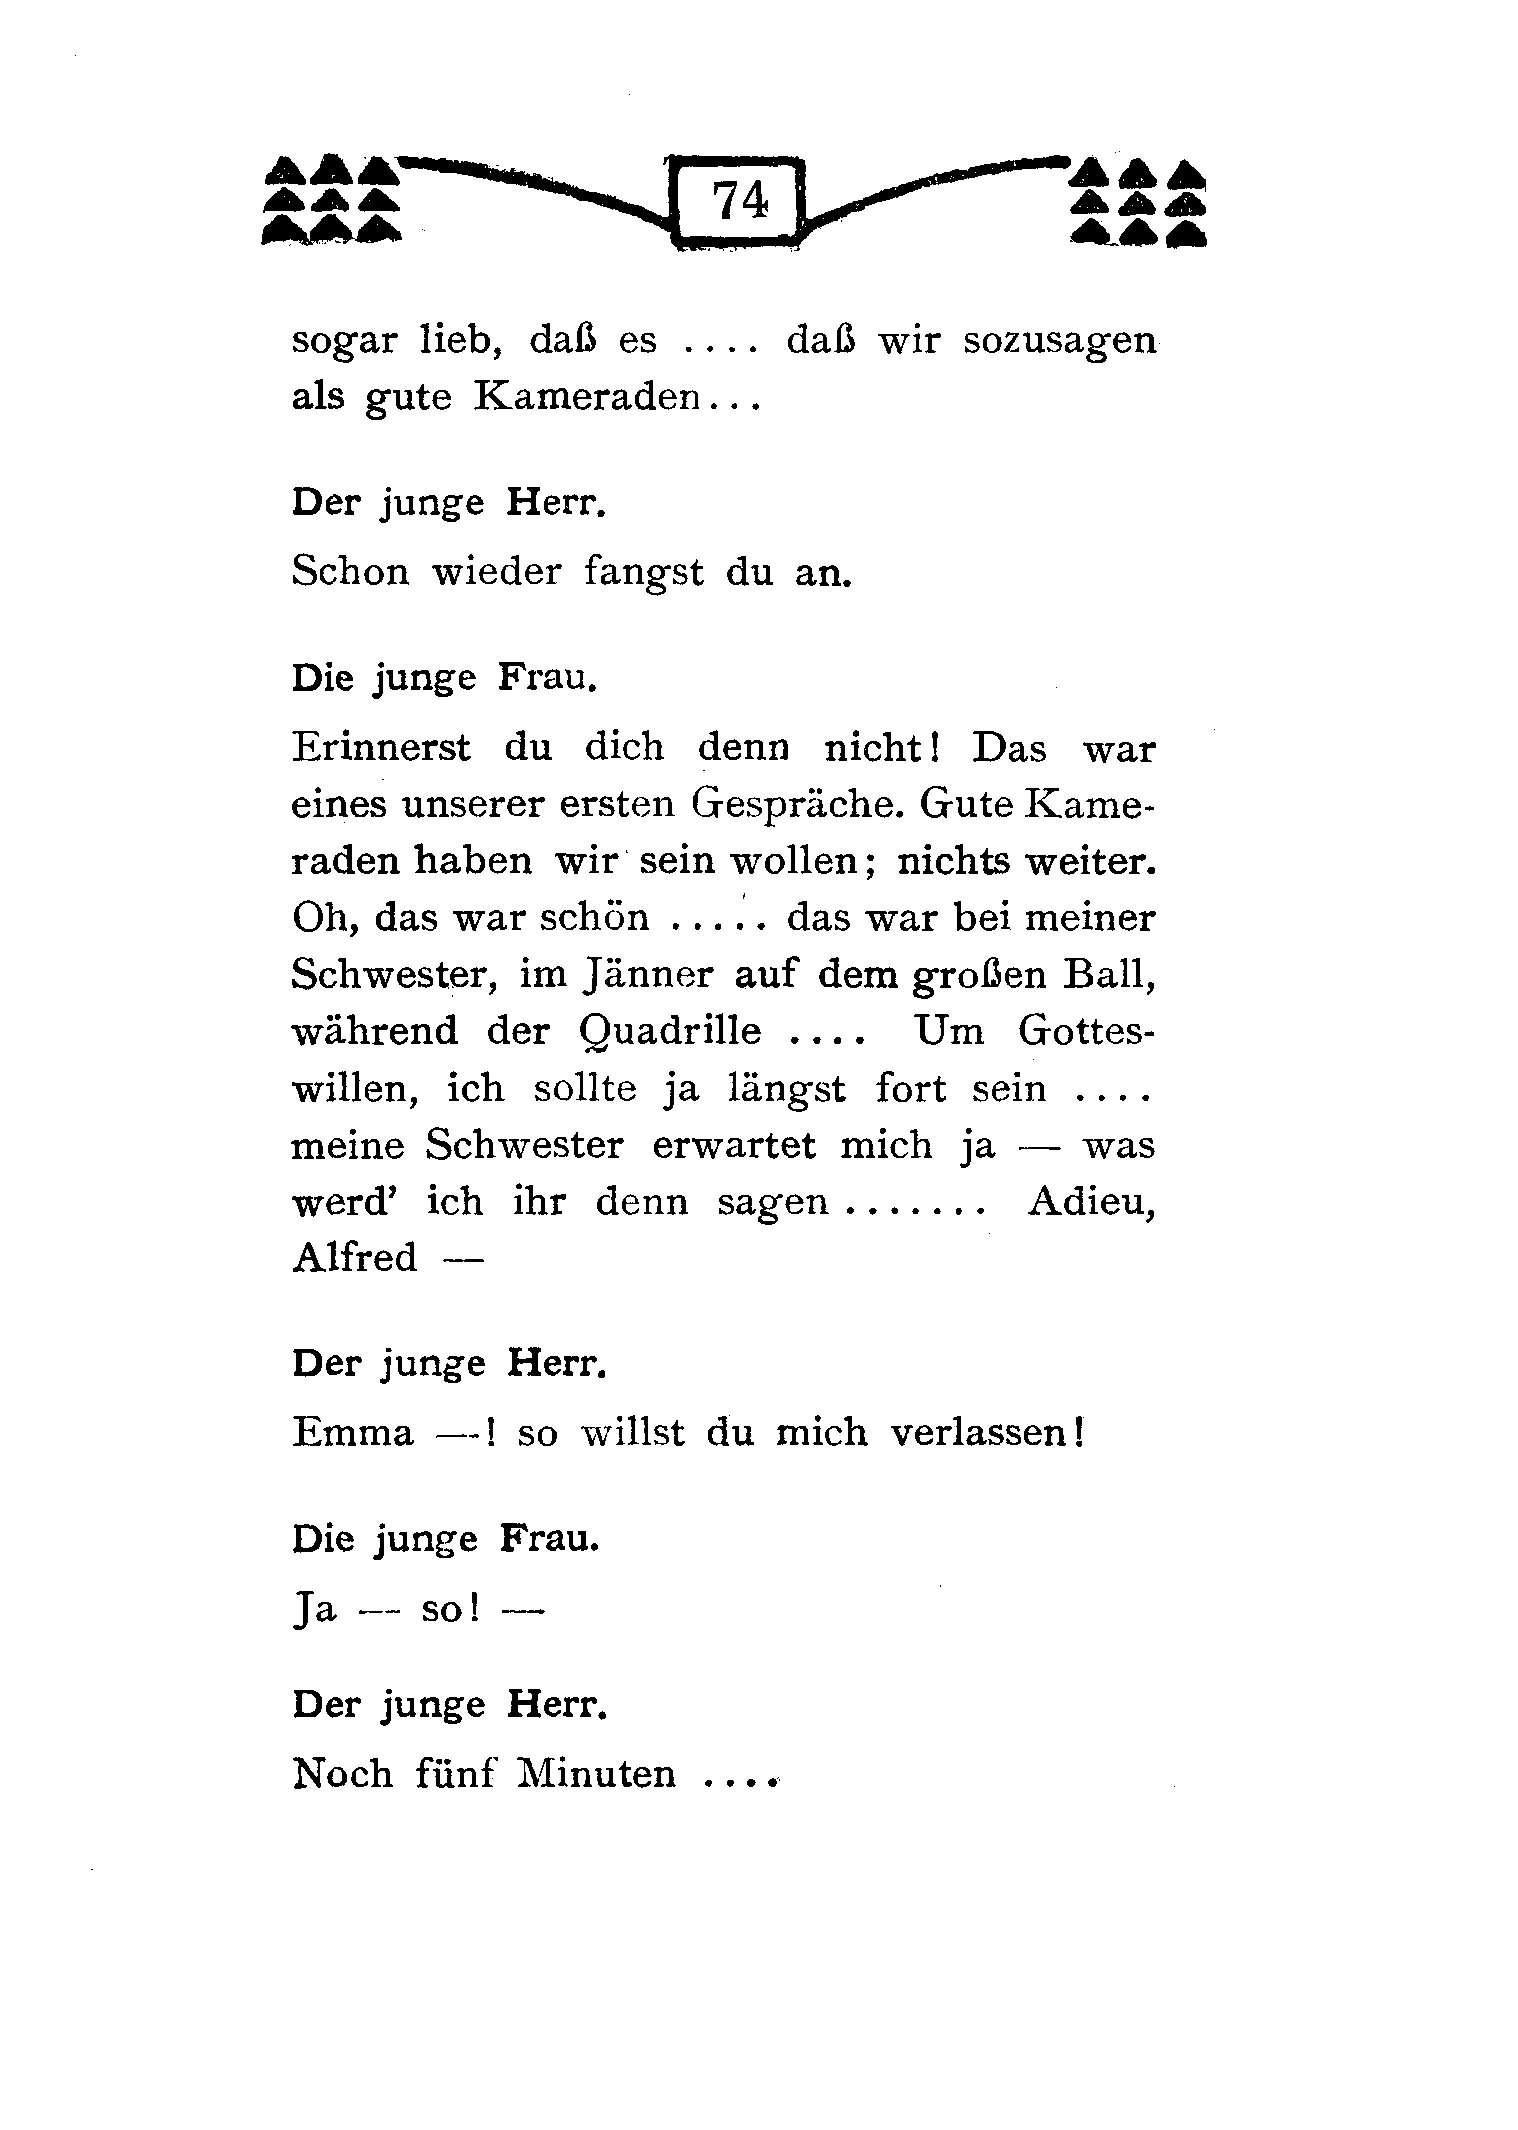 74
sogar lieb, daß es .... daß wir sozusagen
als gute Kameraden...
Der junge Herr.
Schon wieder fangst du an.
Die junge Frau.
Erinnerst du dich denn nicht! Das war
eines unserer ersten Gespräche. Gute Kame-
raden haben wir sein wollen; nichts weiter.
Oh, das war schön ..... das war bei meiner
Schwester, im Jänner auf dem großen Ball,
während der Quadrille .... Um Gottes-
willen, ich sollte ja längst fort sein ....
meine Schwester erwartet mich ja — was
werd’ ich ihr denn sagen ....... Adieu,
Alfred —
Der junge Herr.
Emma —! so willst du mich verlassen!
Die junge Frau.
Ja — so! —
Der junge Herr.
Noch fünf Minuten ....